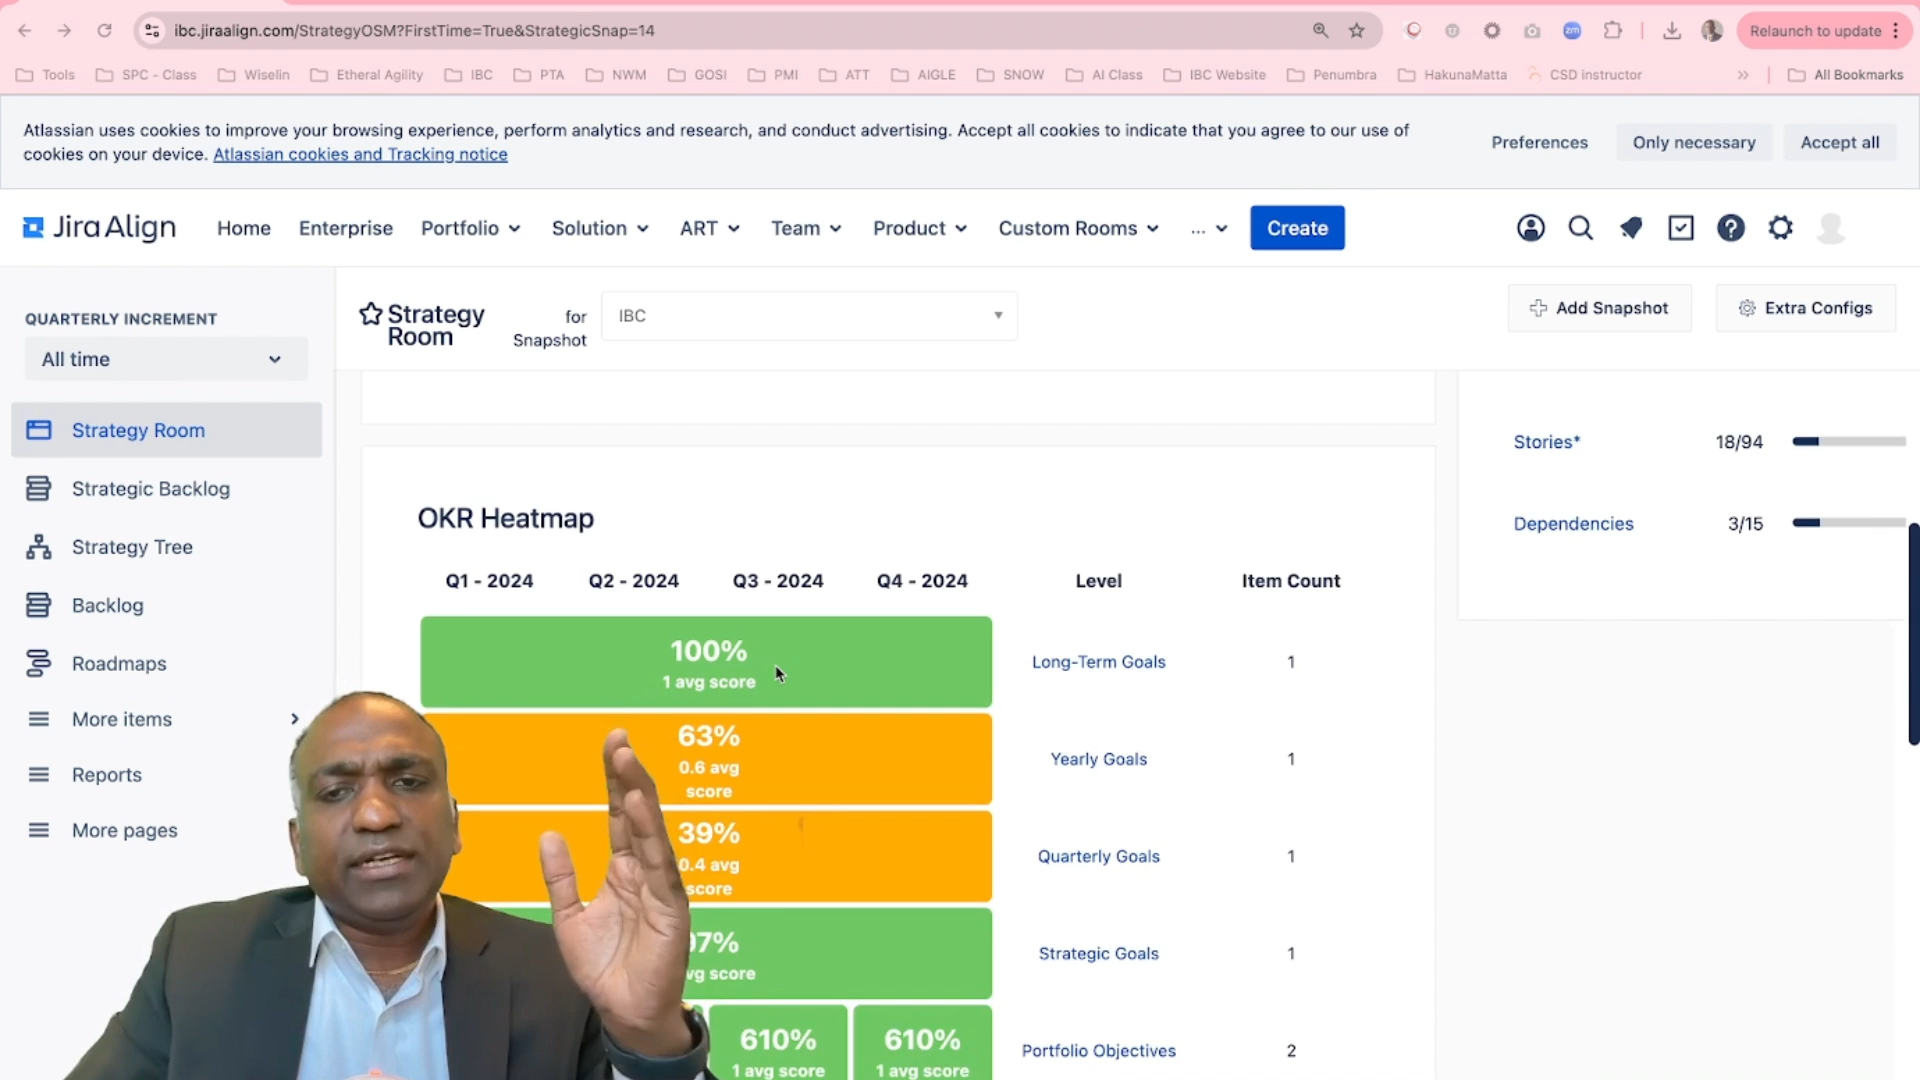 ibc.jiraalign.com/StrategyOSM?FirstTime=True&StrategicSnap=14
Relaunch to update
Tools
SPC - Class
Wiselin
Etheral Agility
IBC
PTA
NWM
GOSI
PMI
ATT
AIGLE
SNOW
AI Class
IBC Website
Penumbra
HakunaMatta
CSD instructor
All Bookmarks
Atlassian uses cookies to improve your browsing experience, perform analytics and research, and conduct advertising. Accept all cookies to indicate that you agree to our use of
cookies on your device. Atlassian cookies and Tracking notice
Preferences
Only necessary
Accept all
Jira Align
Home
Enterprise
Portfolio
Solution
ART
Team
Product
Custom Rooms
...
Create
QUARTERLY INCREMENT
All time
Strategy Room
Strategic Backlog
Strategy Tree
Backlog
Roadmaps
More items
Reports
More pages
Strategy
Room
for
Snapshot
IBC
Add Snapshot
Extra Configs
Stories* 18/94
Dependencies 3/15
OKR Heatmap
Q1 - 2024 Q2 - 2024 Q3 - 2024 Q4 - 2024 Level Item Count
100%
1 avg score
Long-Term Goals 1
63%
0.6 avg
score
Yearly Goals 1
39%
0.4 avg
score
Quarterly Goals 1
7%
score
Strategic Goals 1
610% 610%
1 avg score 1 avg score
Portfolio Objectives 2